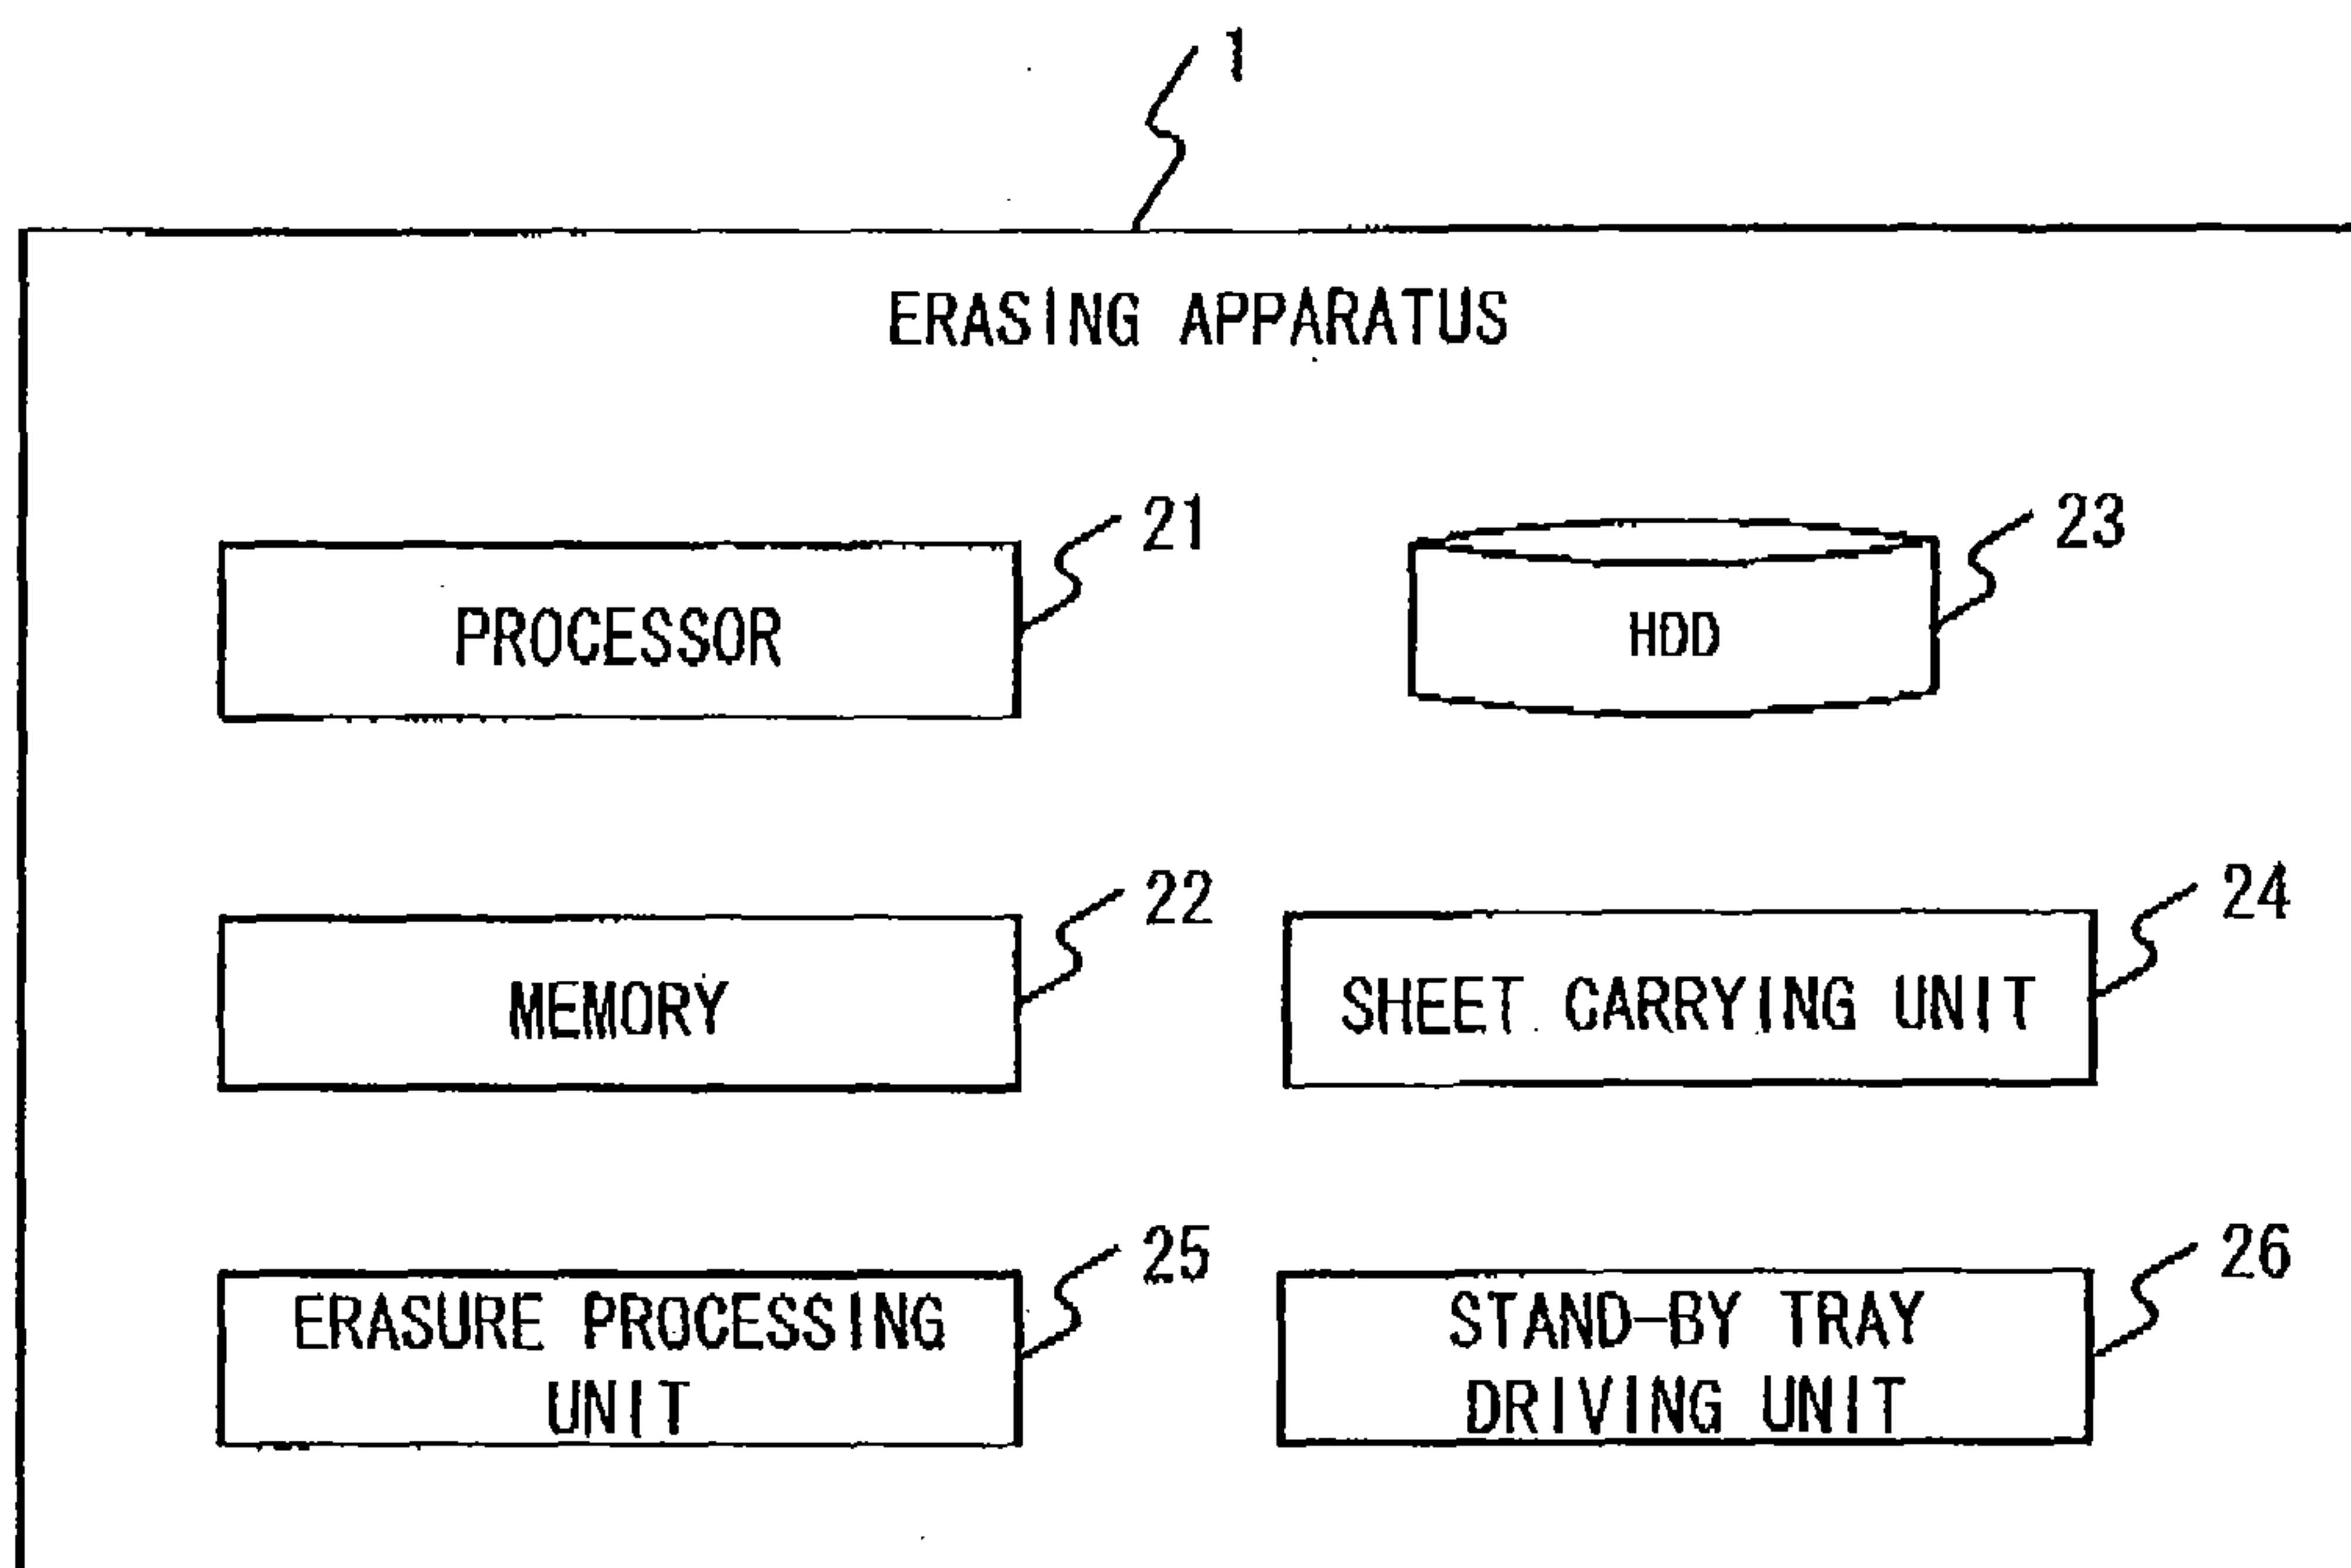 1
ERASING APPARATUS
21
23
PROCESSOR
HDD
22
24
MEMORY
SHEET CARRYING UNIT
25
26
ERASURE PROCESSING
UNIT
STAND-BY TRAY
DRIVING UNIT